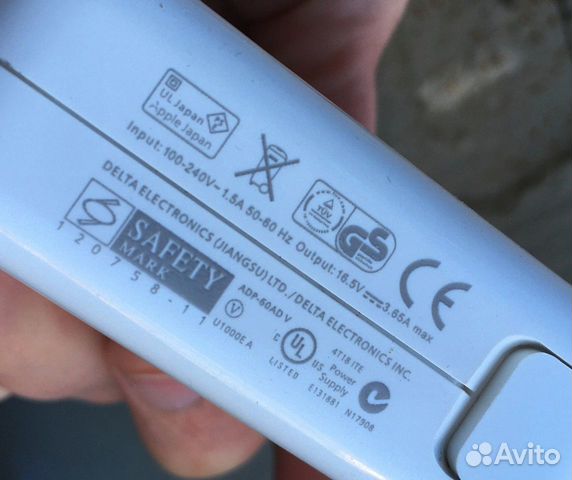 UL Japan
Apple Japan
Input: 100-240V~ 1.5A 50-60 Hz Output: 16.5V⎓3.65A max
DELTA ELECTRONICS (JIANGSU) LTD. / DELTA ELECTRONICS INC.
TÜV
GS
CE
S
SAFETY
MARK
120758-11
ADP-60AD V
V
U1000EA
C UL US
LISTED
4T18 ITE
Power
Supply
E131881
N17908
Avito